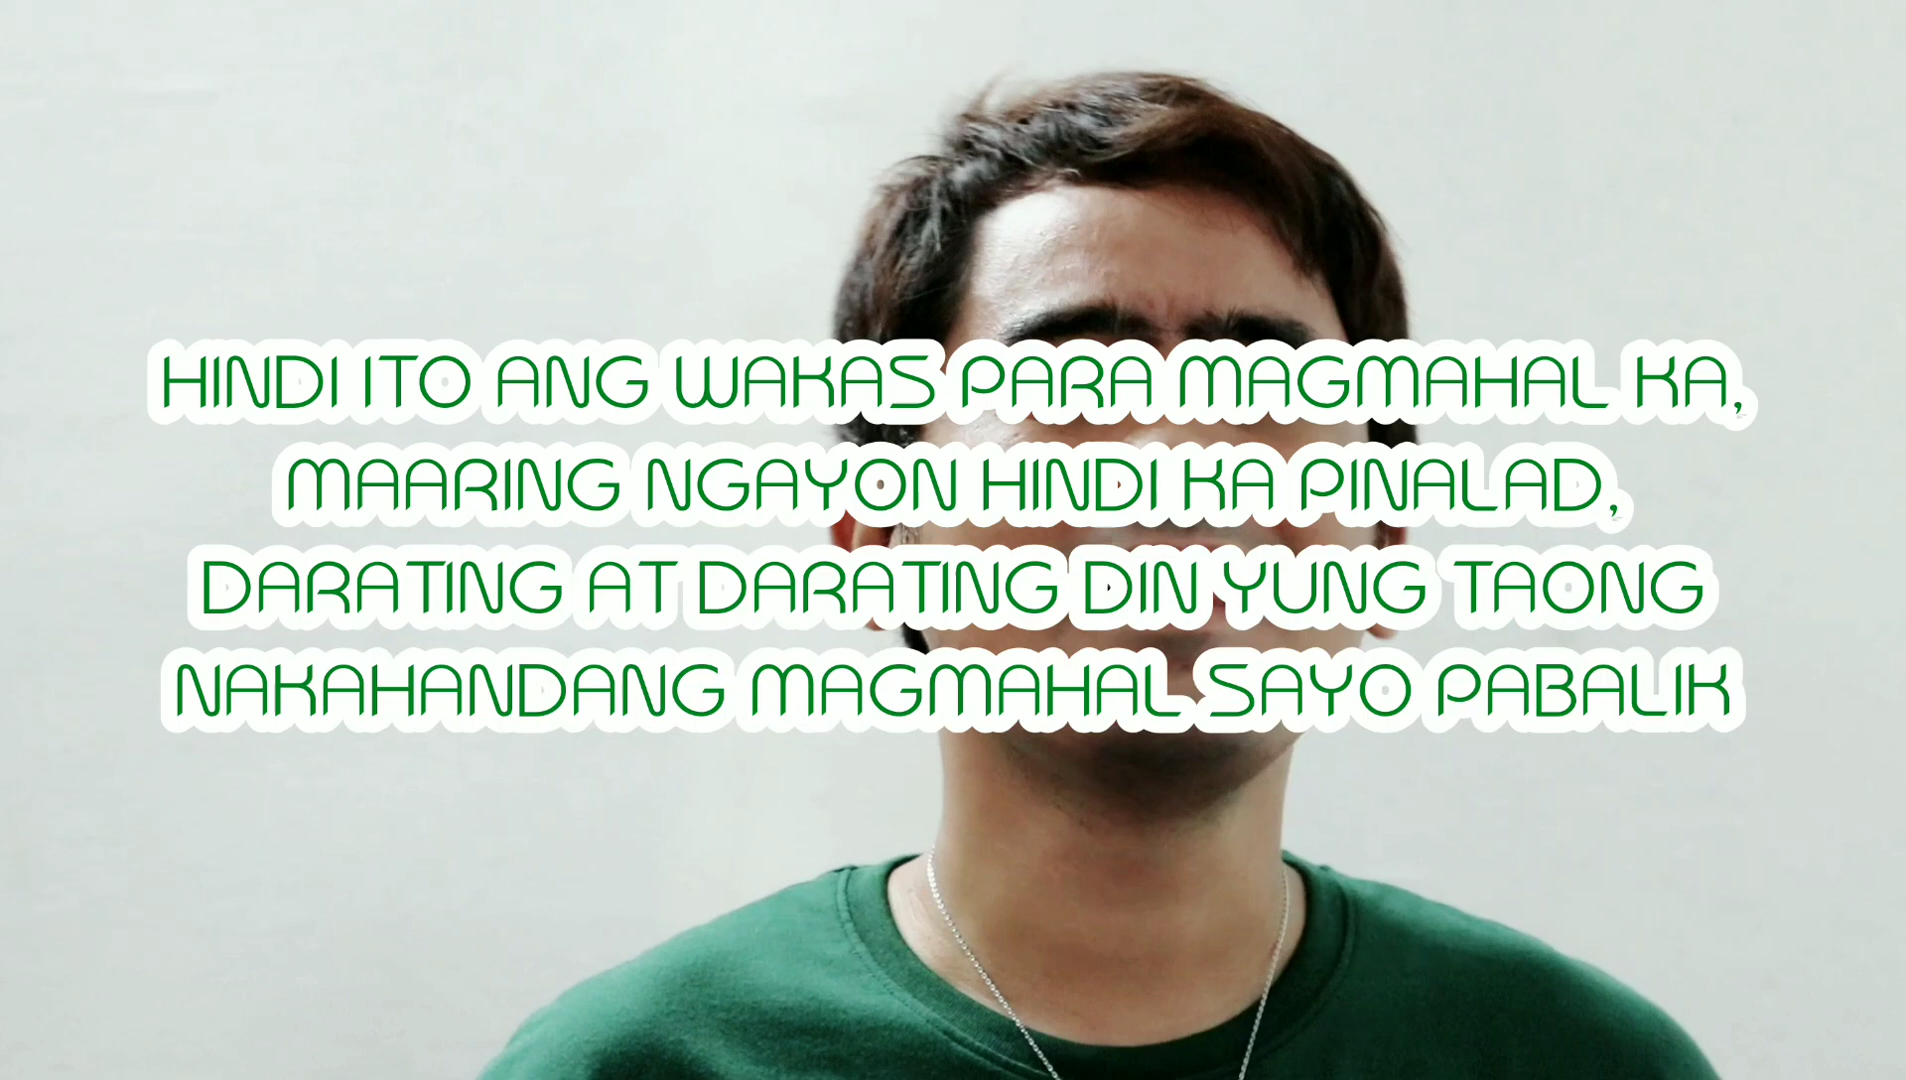 HINDI ITO ANG WAKAS PARA MAGMAHAL KA,
MAARING NGAYON HINDI KA PINALAD,
DARATING AT DARATING DIN YUNG TAONG
NAKAHANDANG MAGMAHAL SAYO PABALIK